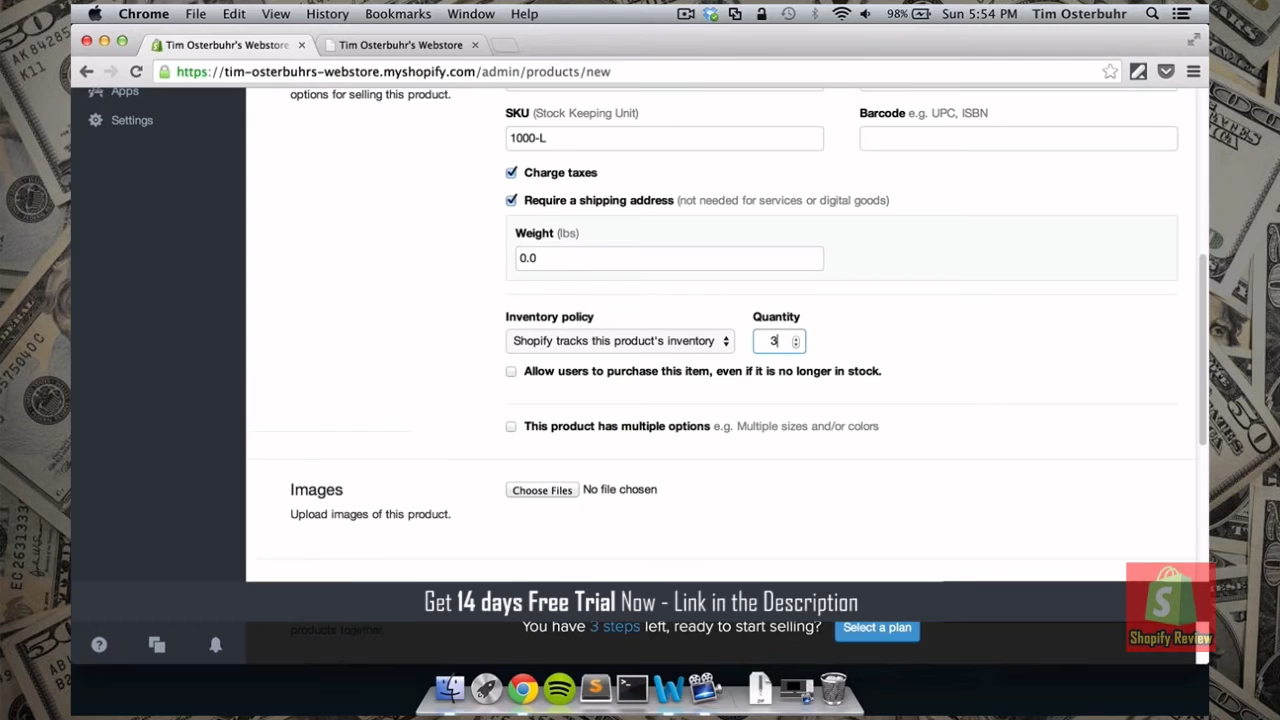 Chrome File Edit View History Bookmarks Window Help 98% Sun 5:54 PM Tim Osterbuhr
Tim Osterbuhr's Webstore × Tim Osterbuhr's Webstore ×
https://tim-osterbuhrs-webstore.myshopify.com/admin/products/new
Apps
options for selling this product.
Settings
SKU (Stock Keeping Unit) Barcode e.g. UPC, ISBN
1000-L
Charge taxes
Require a shipping address (not needed for services or digital goods)
Weight (lbs)
0.0
Inventory policy Quantity
Shopify tracks this product's inventory 3
Allow users to purchase this item, even if it is no longer in stock.
This product has multiple options e.g. Multiple sizes and/or colors
Images
Choose Files No file chosen
Upload images of this product.
Get 14 days Free Trial Now - Link in the Description
products together.
You have 3 steps left, ready to start selling? Select a plan
Shopify Review